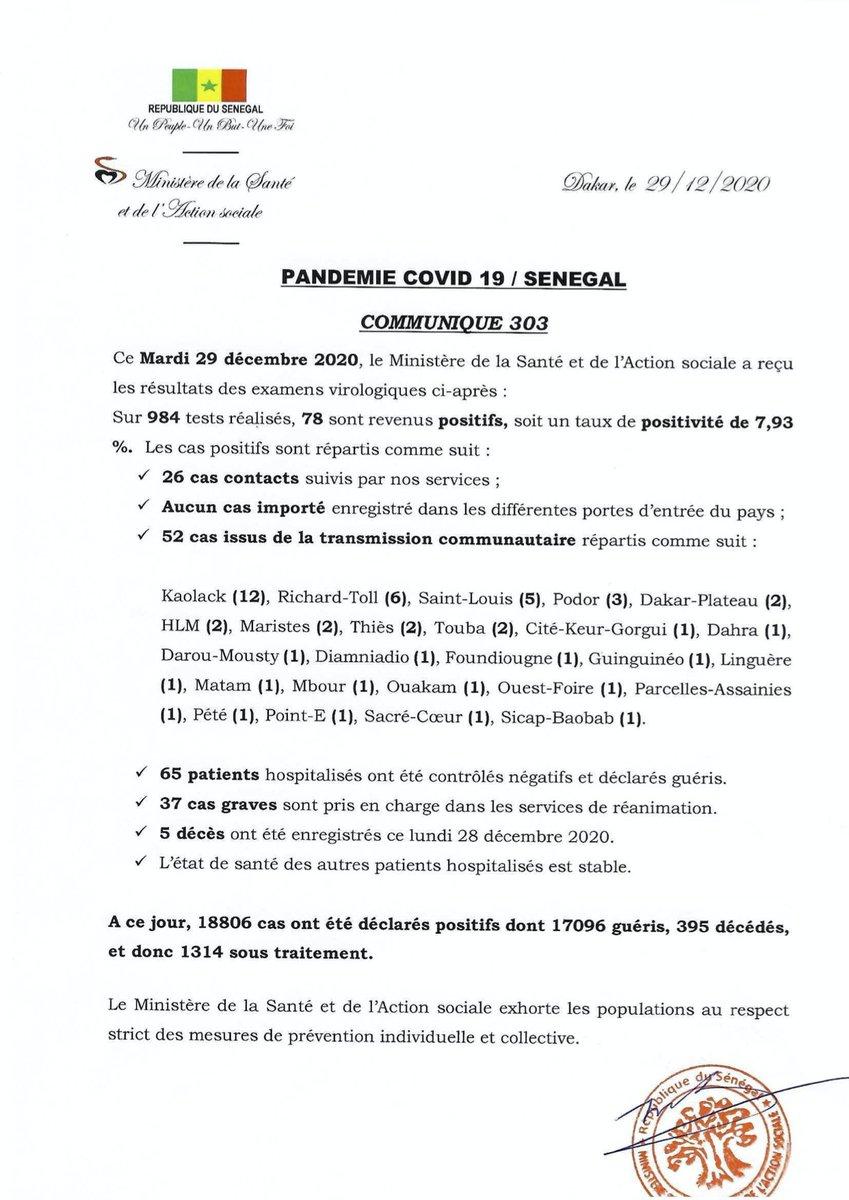 REPUBLIQUE DU SENEGAL
Un Peuple - Un But - Une Foi
Ministère de la Santé
et de l'Action sociale
Dakar, le 29/12/2020
PANDEMIE COVID 19 / SENEGAL
COMMUNIQUE 303
Ce Mardi 29 décembre 2020, le Ministère de la Santé et de l'Action sociale a reçu
les résultats des examens virologiques ci-après :
Sur 984 tests réalisés, 78 sont revenus positifs, soit un taux de positivité de 7,93
%. Les cas positifs sont répartis comme suit :
✓ 26 cas contacts suivis par nos services ;
✓ Aucun cas importé enregistré dans les différentes portes d'entrée du pays ;
✓ 52 cas issus de la transmission communautaire répartis comme suit :
Kaolack (12), Richard-Toll (6), Saint-Louis (5), Podor (3), Dakar-Plateau (2),
HLM (2), Maristes (2), Thiès (2), Touba (2), Cité-Keur-Gorgui (1), Dahra (1),
Darou-Mousty (1), Diamniadio (1), Foundiougne (1), Guinguinéo (1), Linguère
(1), Matam (1), Mbour (1), Ouakam (1), Ouest-Foire (1), Parcelles-Assainies
(1), Pété (1), Point-E (1), Sacré-Cœur (1), Sicap-Baobab (1).
✓ 65 patients hospitalisés ont été contrôlés négatifs et déclarés guéris.
✓ 37 cas graves sont pris en charge dans les services de réanimation.
✓ 5 décès ont été enregistrés ce lundi 28 décembre 2020.
✓ L'état de santé des autres patients hospitalisés est stable.
A ce jour, 18806 cas ont été déclarés positifs dont 17096 guéris, 395 décédés,
et donc 1314 sous traitement.
Le Ministère de la Santé et de l'Action sociale exhorte les populations au respect
strict des mesures de prévention individuelle et collective.
République du Sénégal
MINISTÈRE DE L'ACTION SOCIALE